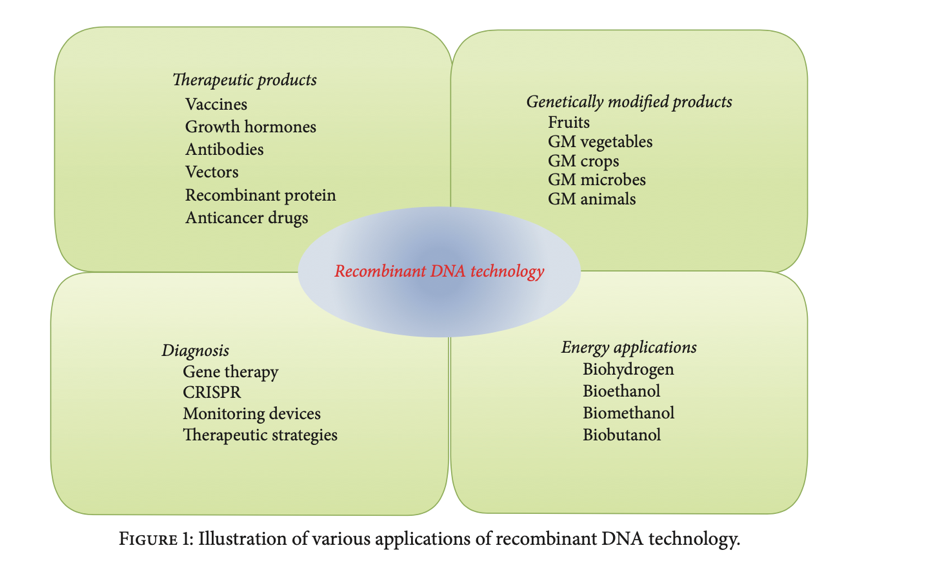 Therapeutic products
Vaccines
Growth hormones
Antibodies
Vectors
Recombinant protein
Anticancer drugs
Genetically modified products
Fruits
GM vegetables
GM crops
GM microbes
GM animals
Recombinant DNA technology
Diagnosis
Gene therapy
CRISPR
Monitoring devices
Therapeutic strategies
Energy applications
Biohydrogen
Bioethanol
Biomethanol
Biobutanol
Figure 1: Illustration of various applications of recombinant DNA technology.